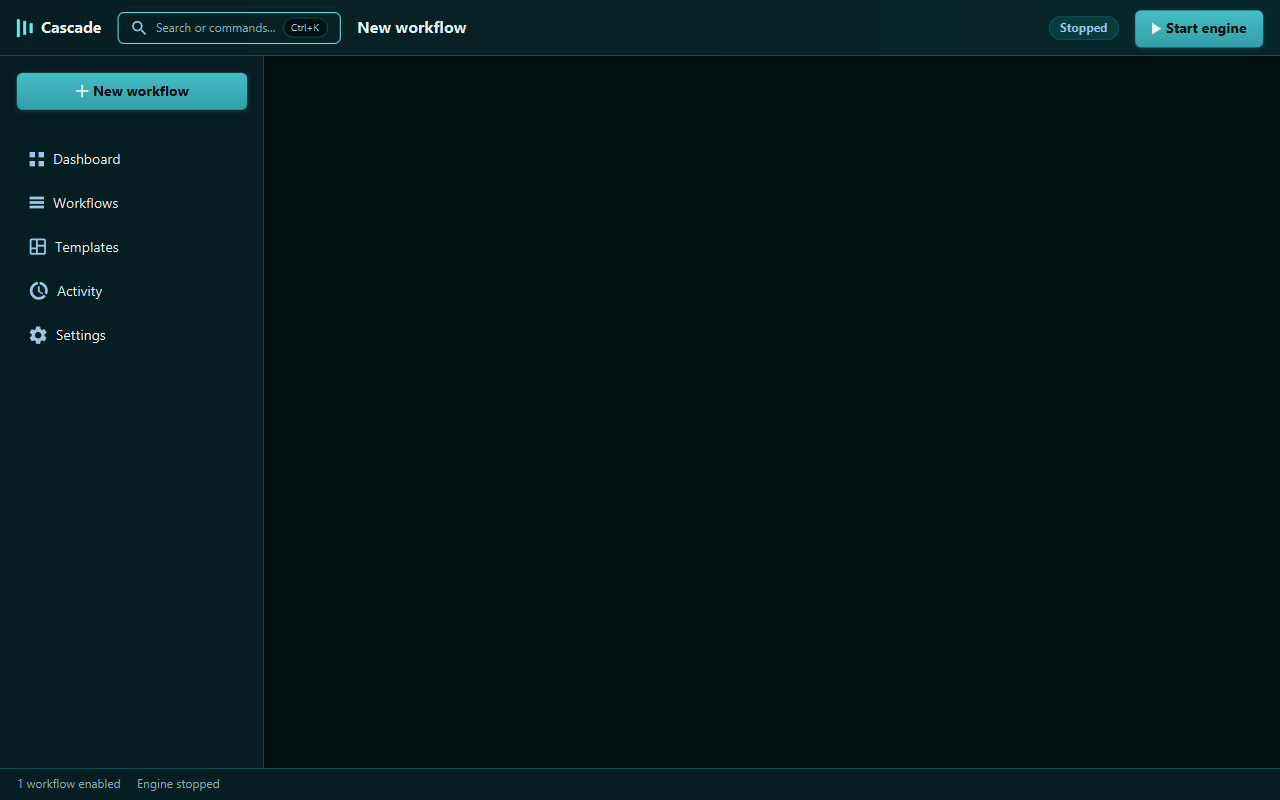 Cascade
Search or commands...
Ctrl+K
New workflow
Stopped
Start engine
New workflow
Dashboard
Workflows
Templates
Activity
Settings
1 workflow enabled
Engine stopped